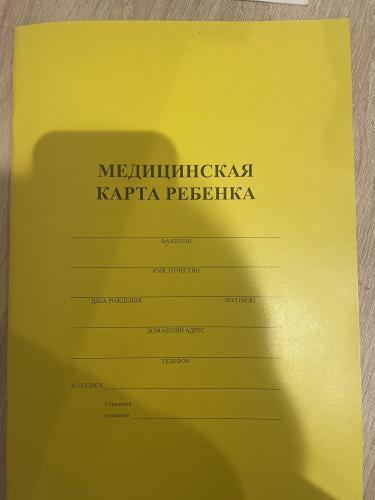 МЕДИЦИНСКАЯ
КАРТА РЕБЕНКА
ФАМИЛИЯ
ИМЯ, ОТЧЕСТВО
ДАТА РОЖДЕНИЯ ПОЛ (М/Ж)
ДОМАШНИЙ АДРЕС
ТЕЛЕФОН
№ ПОЛИСА
Страховая
компания